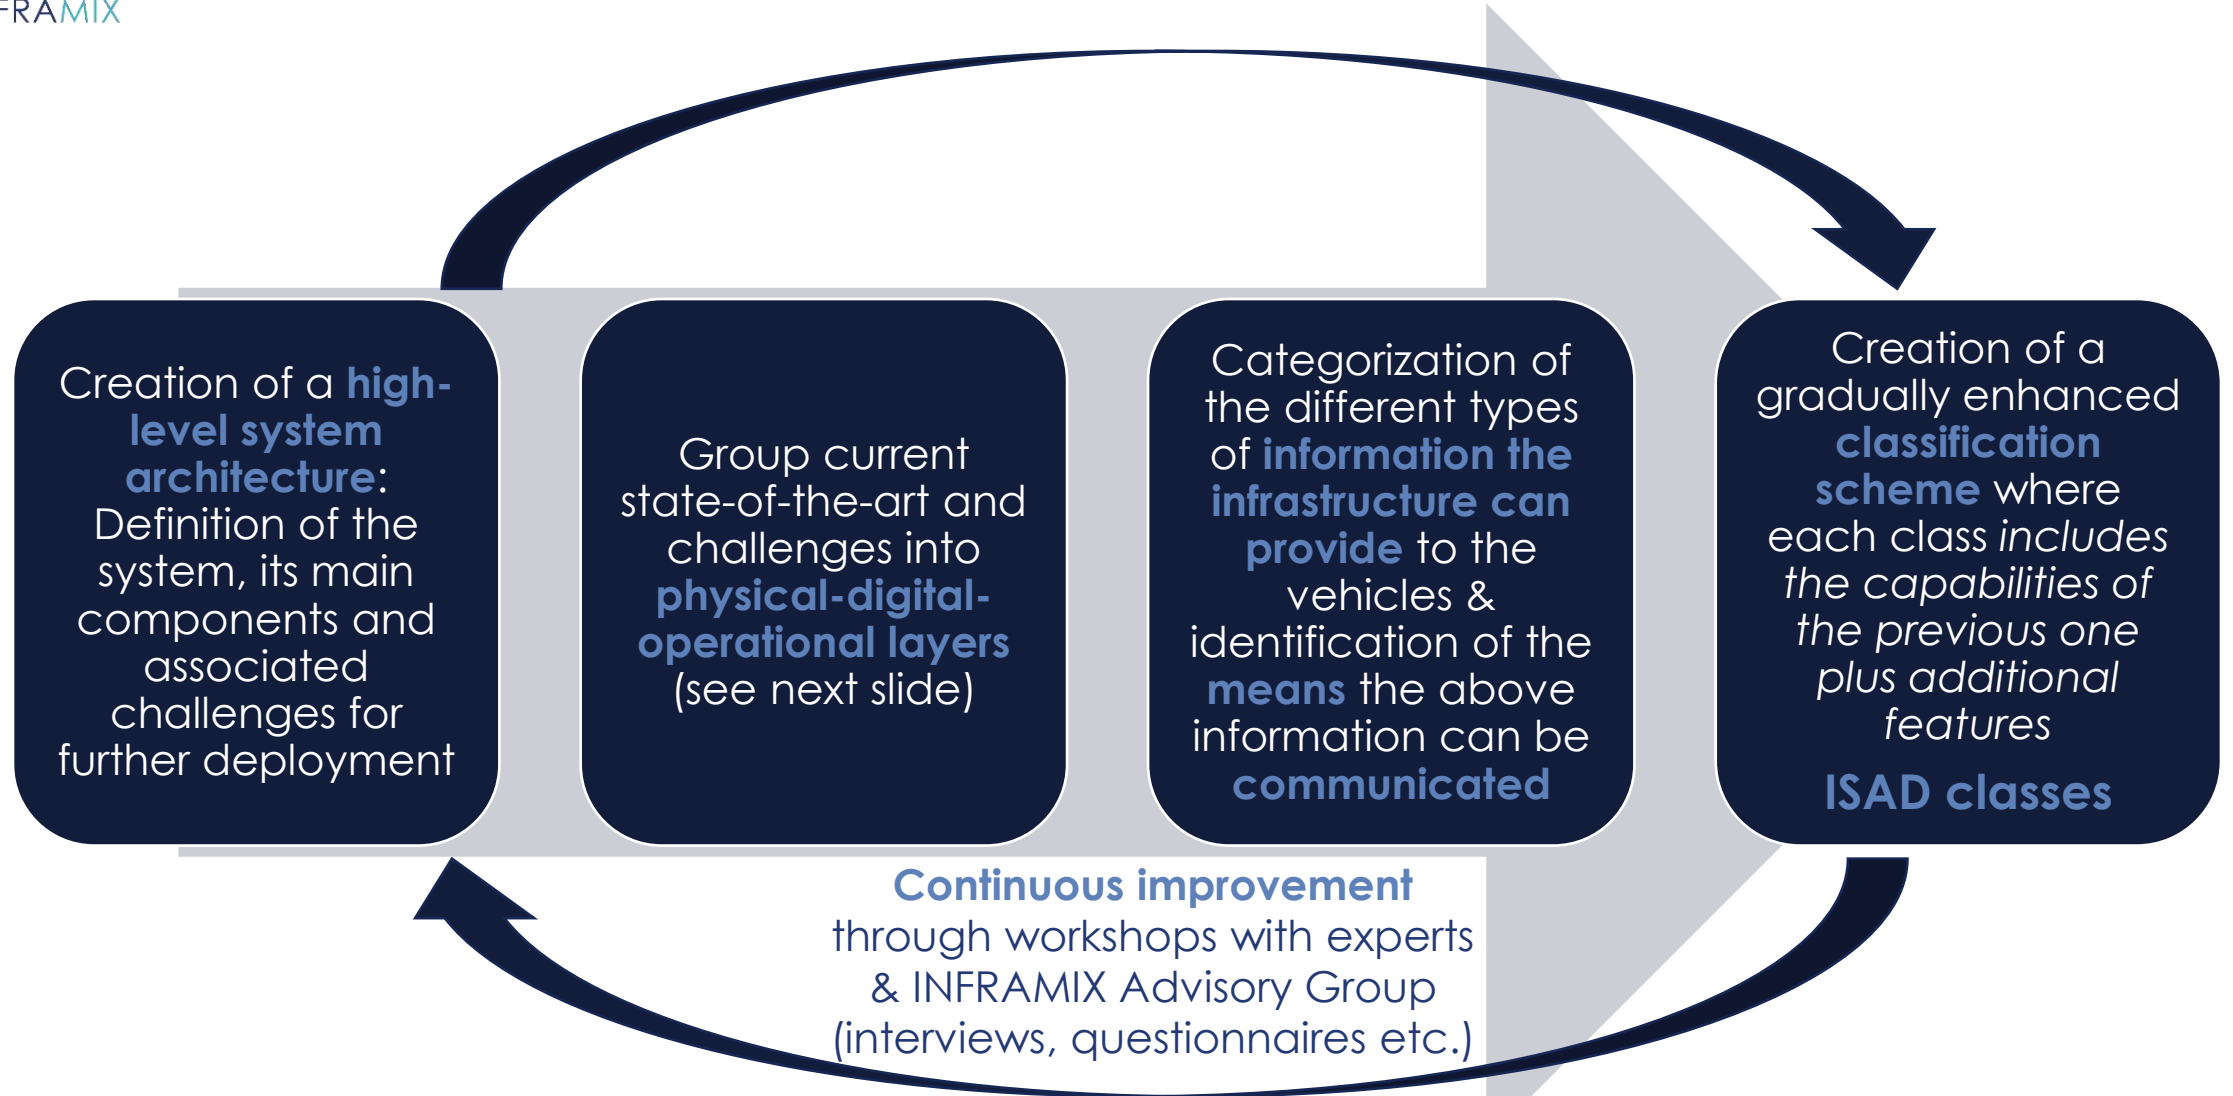 FRAMIX
Creation of a high-
level system
architecture:
Definition of the
system, its main
components and
associated
challenges for
further deployment
Group current
state-of-the-art and
challenges into
physical-digital-
operational layers
(see next slide)
Categorization of
the different types
of information the
infrastructure can
provide to the
vehicles &
identification of the
means the above
information can be
communicated
Creation of a
gradually enhanced
classification
scheme where
each class includes
the capabilities of
the previous one
plus additional
features
ISAD classes
Continuous improvement
through workshops with experts
& INFRAMIX Advisory Group
(interviews, questionnaires etc.)